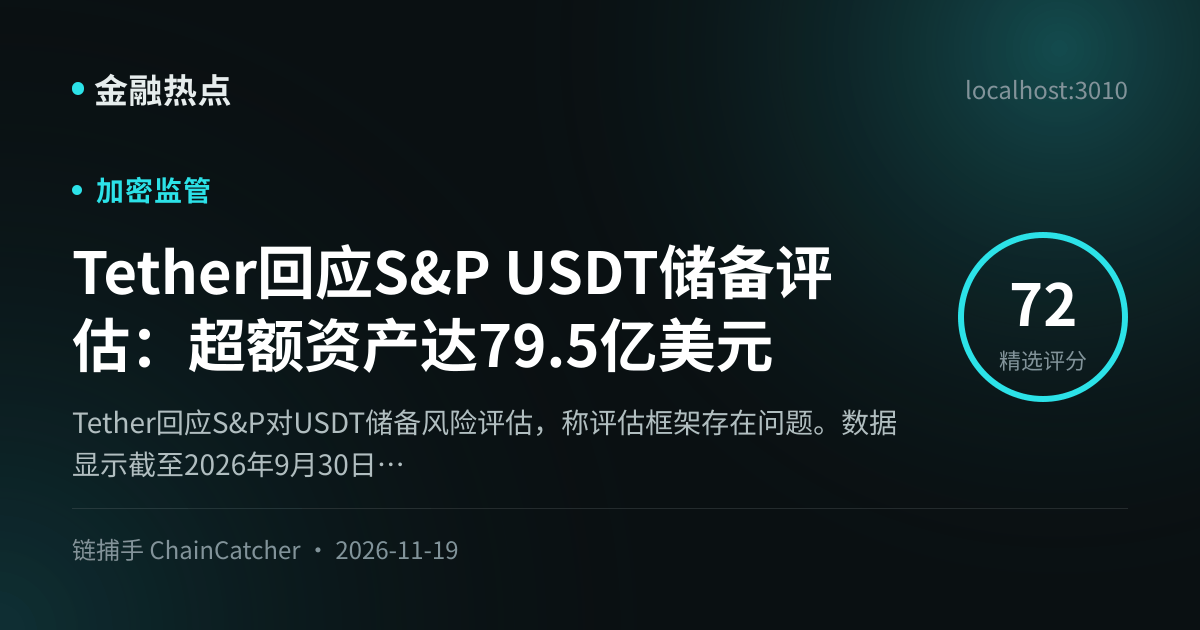 金融热点
localhost:3010
加密监管
Tether回应S&P USDT储备评
估：超额资产达79.5亿美元
72
精选评分
Tether回应S&P对USDT储备风险评估，称评估框架存在问题。数据
显示截至2026年9月30日…
链捕手 ChainCatcher • 2026-11-19